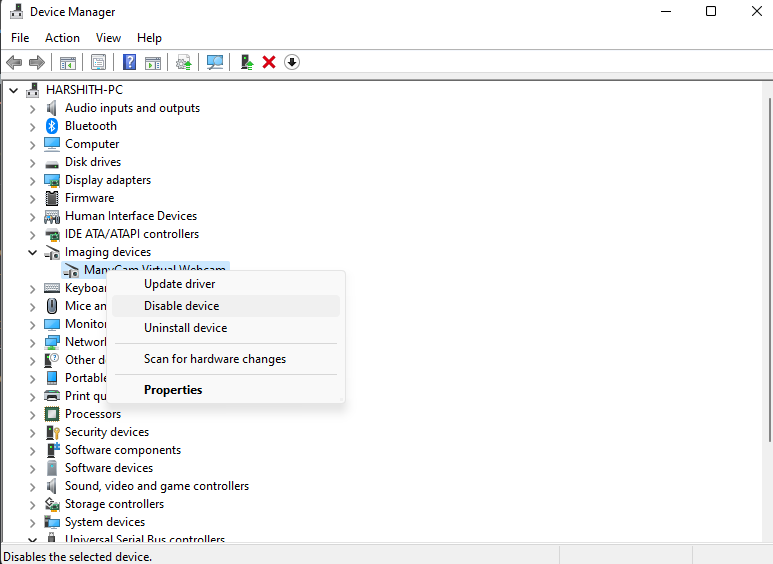 Device Manager
File Action View Help
HARSHITH-PC
Audio inputs and outputs
Bluetooth
Computer
Disk drives
Display adapters
Firmware
Human Interface Devices
IDE ATA/ATAPI controllers
Imaging devices
ManyCam Virtual Webcam
Update driver
Disable device
Uninstall device
Scan for hardware changes
Properties
Keyboar
Mice an
Monitor
Network
Other d
Portable
Print qu
Processors
Security devices
Software components
Software devices
Sound, video and game controllers
Storage controllers
System devices
Universal Serial Bus controllers
Disables the selected device.